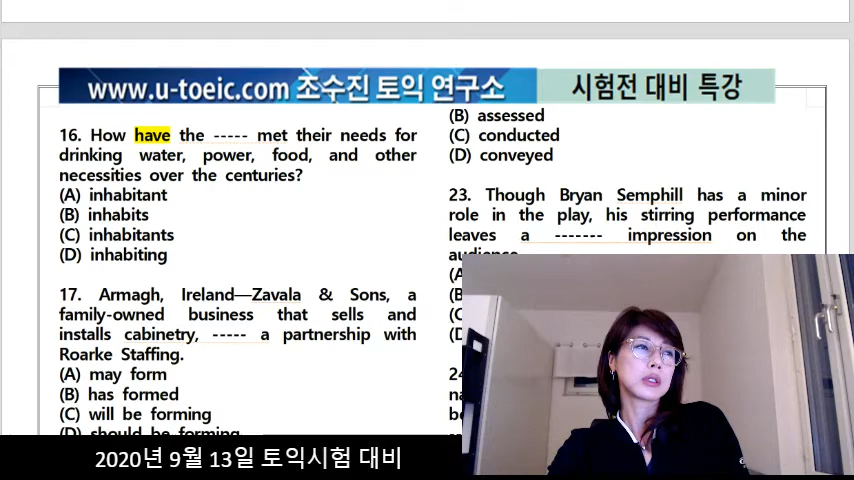 www.u-toeic.com 조수진 토익 연구소 시험전 대비 특강
16. How have the ----- met their needs for
drinking water, power, food, and other
necessities over the centuries?
(A) inhabitant
(B) inhabits
(C) inhabitants
(D) inhabiting
17. Armagh, Ireland—Zavala & Sons, a
family-owned business that sells and
installs cabinetry, ----- a partnership with
Roarke Staffing.
(A) may form
(B) has formed
(C) will be forming
(D) should be forming
(B) assessed
(C) conducted
(D) conveyed
23. Though Bryan Semphill has a minor
role in the play, his stirring performance
leaves a ------- impression on the
audience.
2020년 9월 13일 토익시험 대비